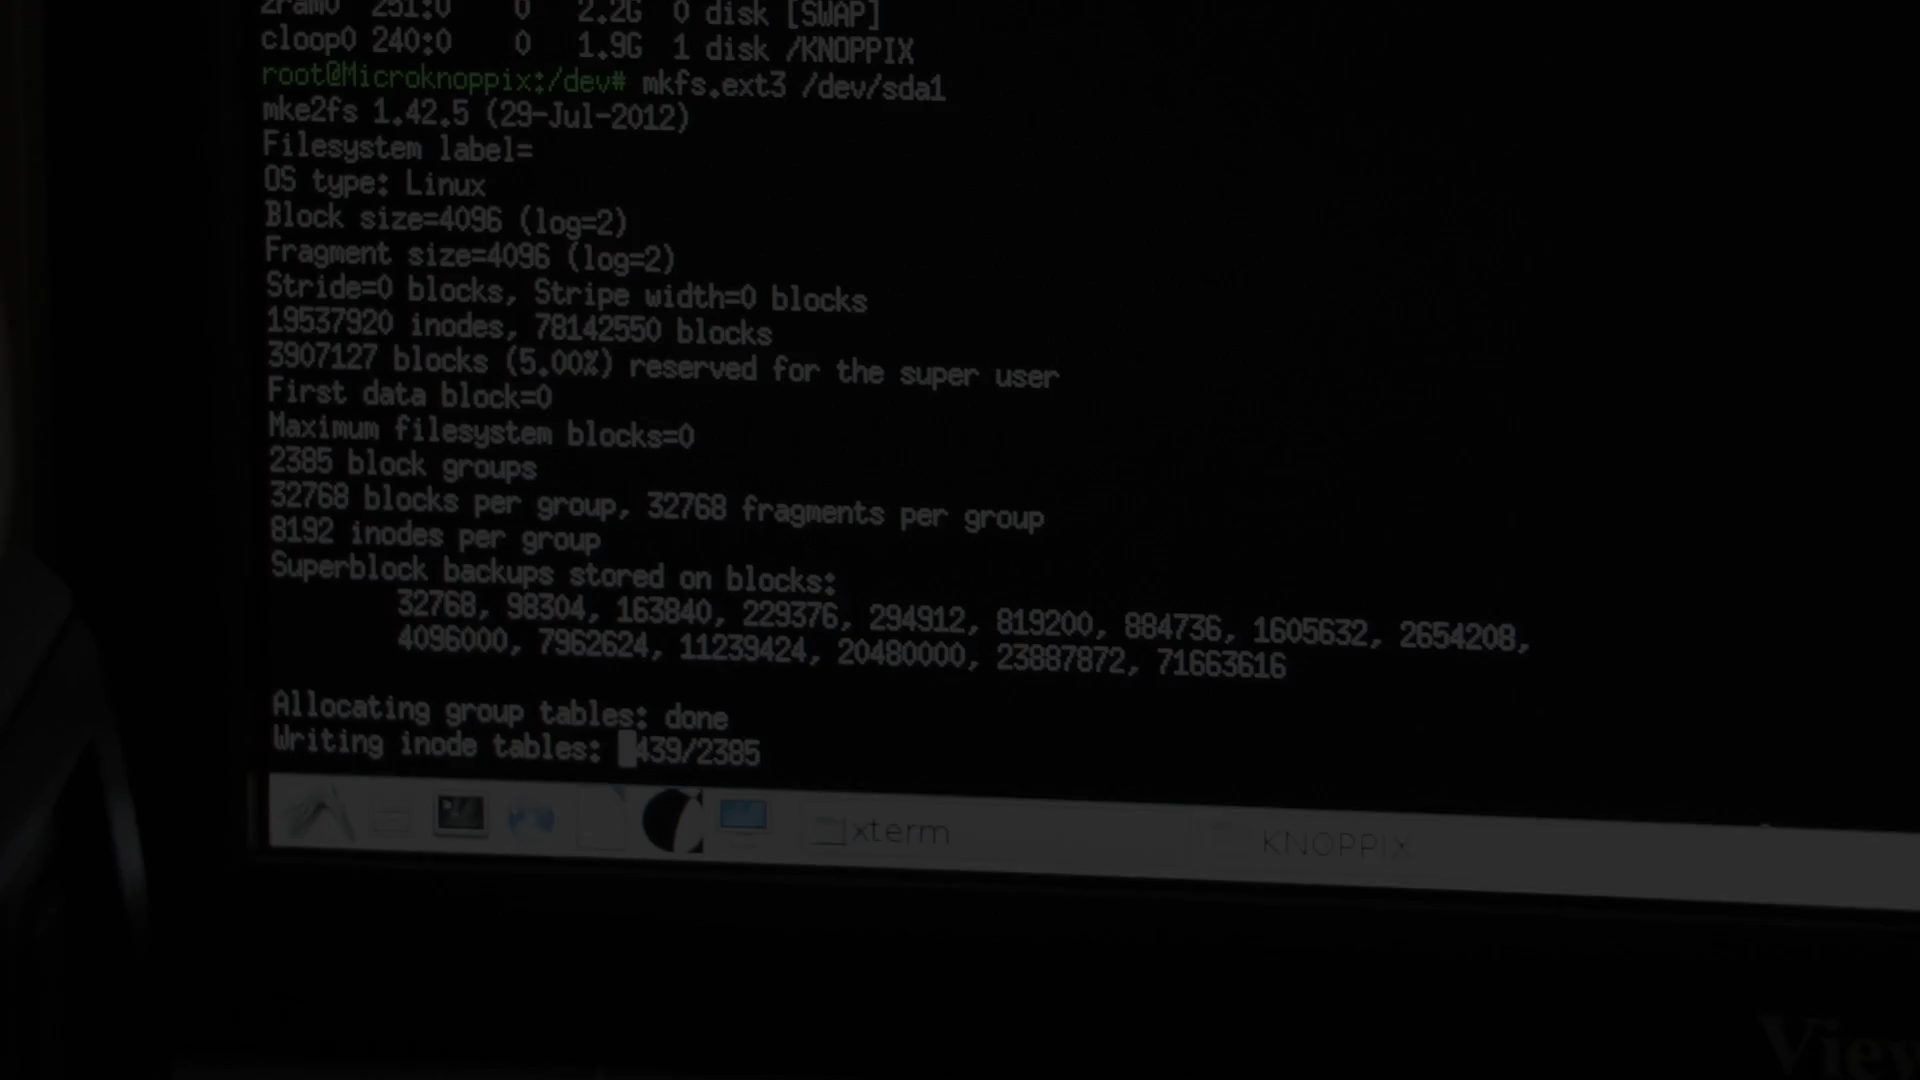 zram0 251:0 0 2.2G 0 disk [SWAP]
cloop0 240:0 0 1.9G 1 disk /KNOPPIX
root@Microknoppix:/dev# mkfs.ext3 /dev/sda1
mke2fs 1.42.5 (29-Jul-2012)
Filesystem label=
OS type: Linux
Block size=4096 (log=2)
Fragment size=4096 (log=2)
Stride=0 blocks, Stripe width=0 blocks
19537920 inodes, 78142550 blocks
3907127 blocks (5.00%) reserved for the super user
First data block=0
Maximum filesystem blocks=0
2385 block groups
32768 blocks per group, 32768 fragments per group
8192 inodes per group
Superblock backups stored on blocks:
32768, 98304, 163840, 229376, 294912, 819200, 884736, 1605632, 2654208,
4096000, 7962624, 11239424, 20480000, 23887872, 71663616
Allocating group tables: done
Writing inode tables: 439/2385
xterm KNOPPIX
View